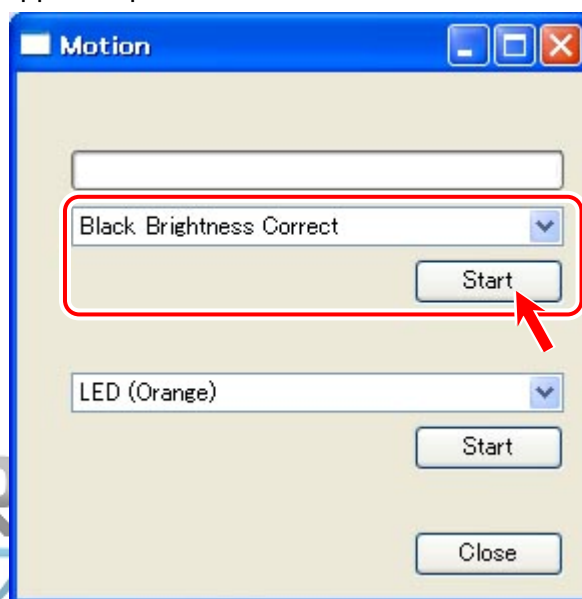 Motion
Black Brightness Correct
Start
LED (Orange)
Start
Close